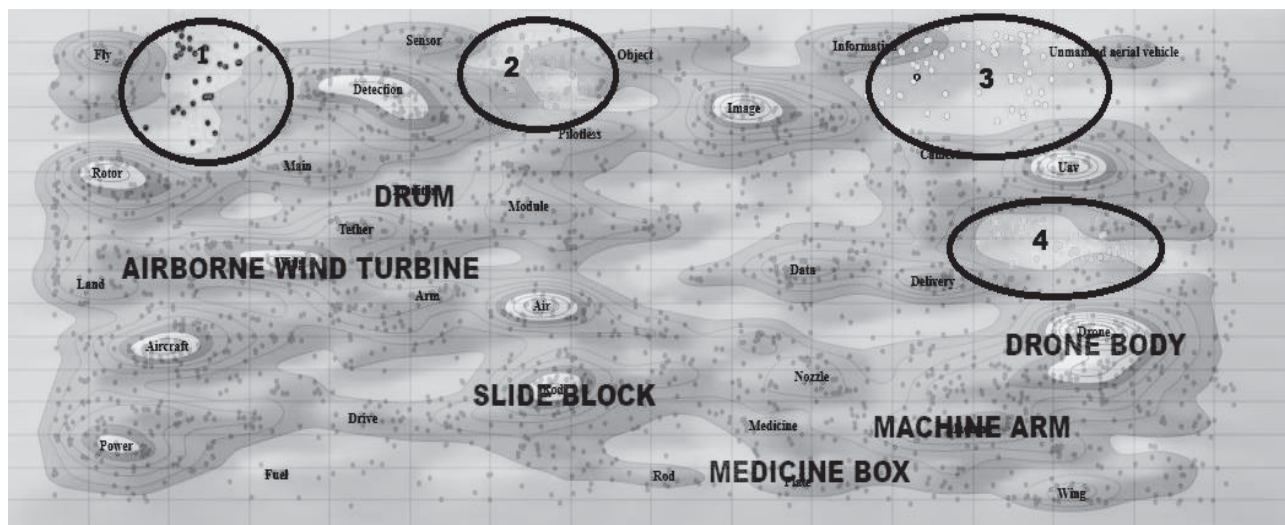 Sensor
Fly
1
2
Object
Information
Unmanned aerial vehicle
3
Detection
Image
Pilotless
Main
Uav
Rotor
DRUM
Module
Tether
4
AIRBORNE WIND TURBINE
Data
Land
Delivery
Arm
Air
Drone
Aircraft
DRONE BODY
Nozzle
SLIDE BLOCK
Drive
Medicine
MACHINE ARM
Power
MEDICINE BOX
Fuel
Rod
Wing